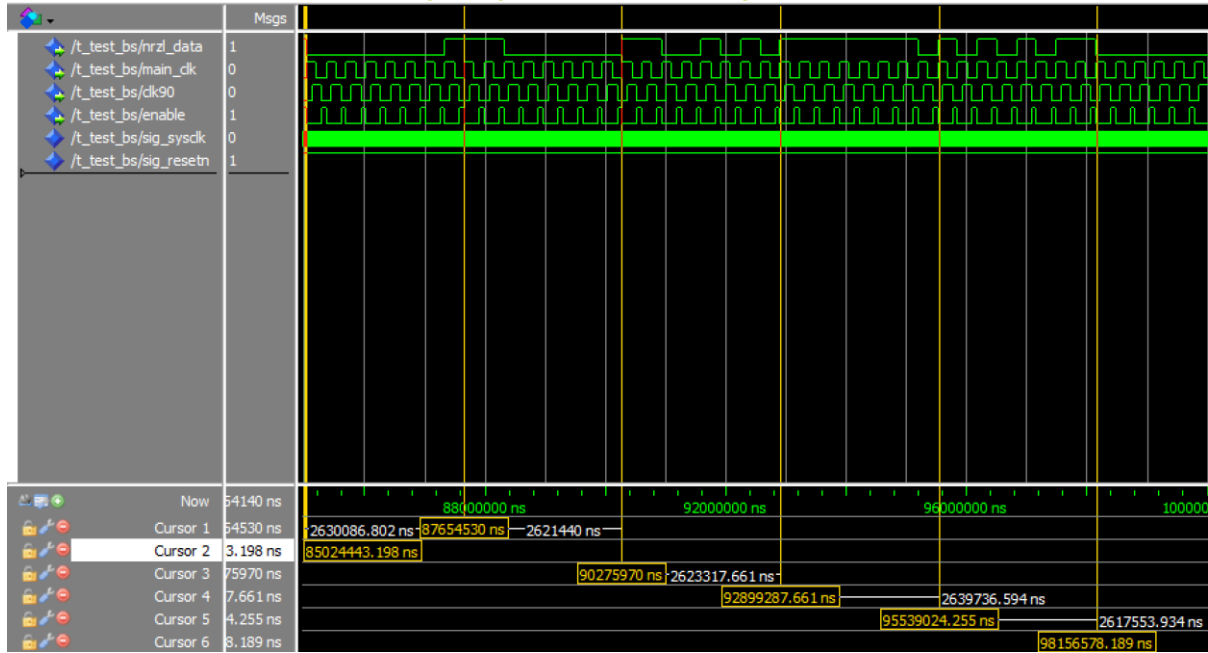 Msgs
/t_test_bs/nrzl_data 1
/t_test_bs/main_clk 0
/t_test_bs/clk90 0
/t_test_bs/enable 1
/t_test_bs/sig_sysclk 0
/t_test_bs/sig_resetn 1
Now 54140 ns 88000000 ns 92000000 ns 96000000 ns 100000
Cursor 1 54530 ns 2630086.802 ns 87654530 ns 2621440 ns
Cursor 2 3.198 ns 85024443.198 ns
Cursor 3 75970 ns 90275970 ns 2623317.661 ns
Cursor 4 7.661 ns 92899287.661 ns 2639736.594 ns
Cursor 5 4.255 ns 95539024.255 ns 2617553.934 ns
Cursor 6 8.189 ns 98156578.189 ns